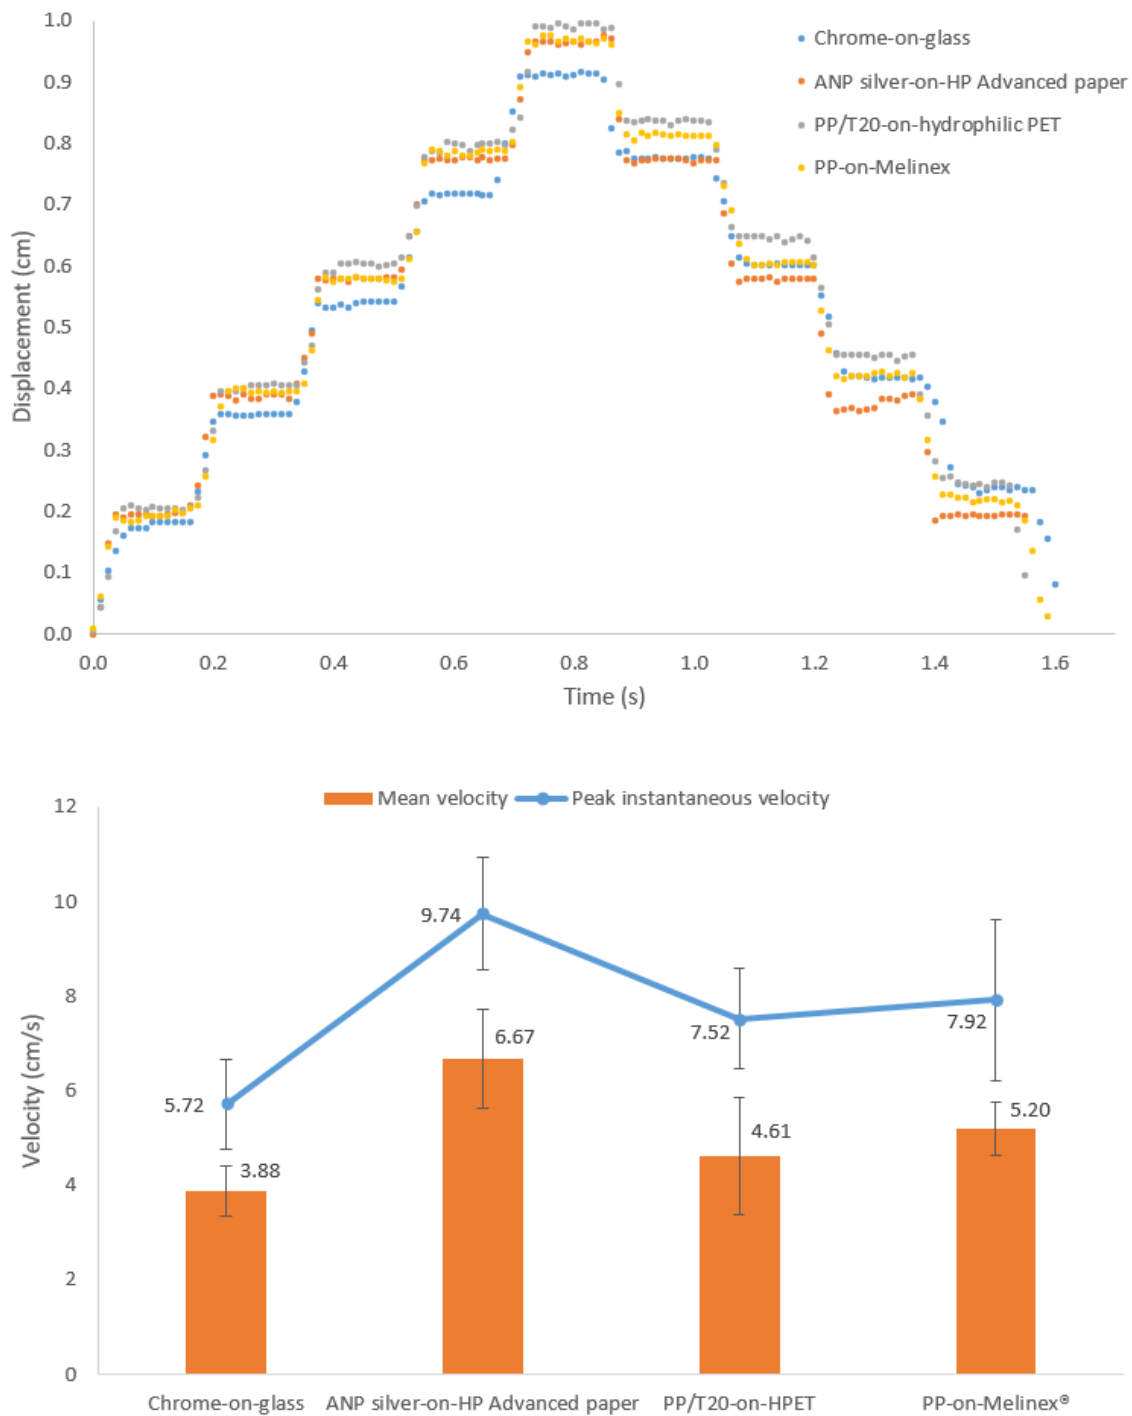 1.0
0.9
0.8
0.7
0.6
0.5
0.4
0.3
0.2
0.1
0.0
Displacement (cm)
Chrome-on-glass
ANP silver-on-HP Advanced paper
PP/T20-on-hydrophilic PET
PP-on-Melinex
0.0 0.2 0.4 0.6 0.8 1.0 1.2 1.4 1.6
Time (s)
Mean velocity Peak instantaneous velocity
12
10
8
6
4
2
0
Velocity (cm/s)
9.74
7.52
7.92
5.72
6.67
3.88
4.61
5.20
Chrome-on-glass ANP silver-on-HP Advanced paper PP/T20-on-HPET PP-on-Melinex®